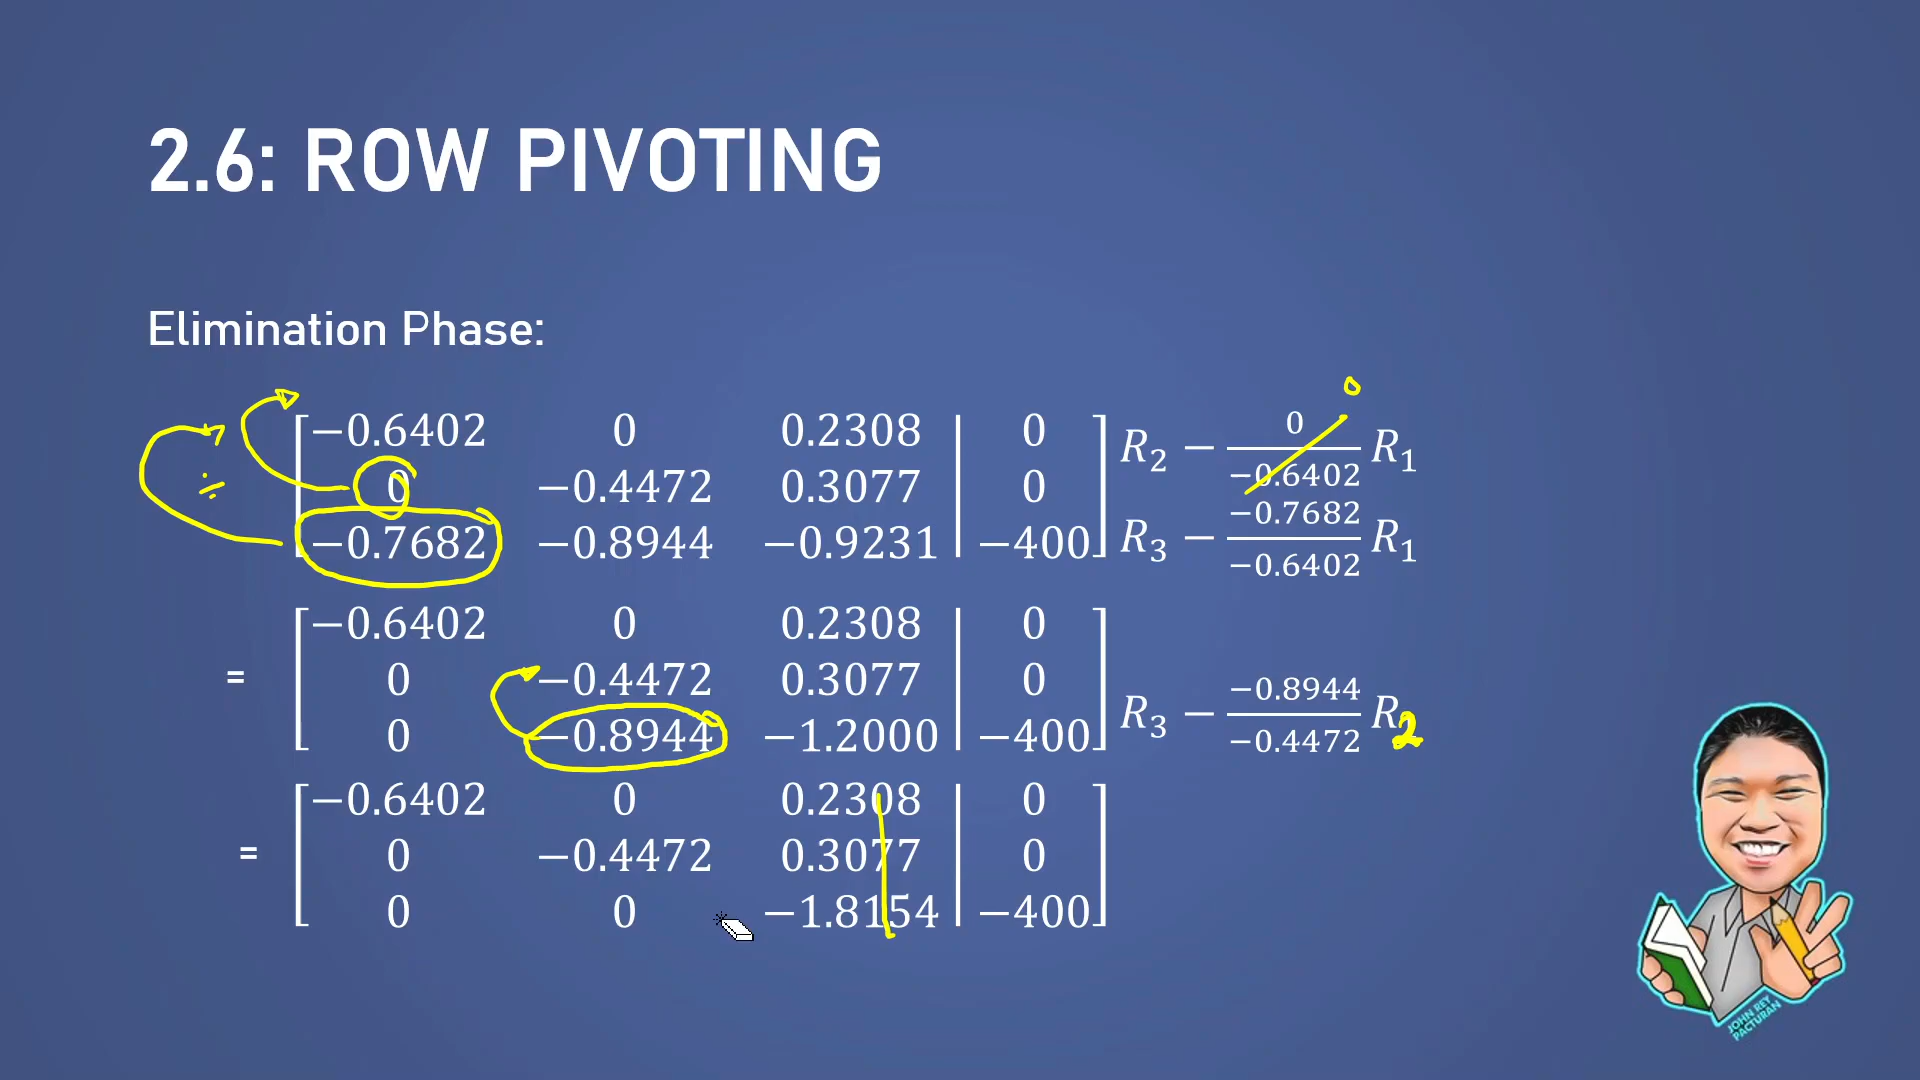 2.6: ROW PIVOTING
Elimination Phase:
[−0.6402 0 0.2308 | 0] R₂ − 0/−0.6402 R₁ 0
[0 −0.4472 0.3077 | 0]
÷
[−0.7682 −0.8944 −0.9231 | −400] R₃ − −0.7682/−0.6402 R₁
[−0.6402 0 0.2308 | 0]
= [0 −0.4472 0.3077 | 0]
[0 −0.8944 −1.2000 | −400] R₃ − −0.8944/−0.4472 R₂
[−0.6402 0 0.2308 | 0]
= [0 −0.4472 0.3077 | 0]
[0 0 −1.8154 | −400]
JOHN REY
PACTURAN